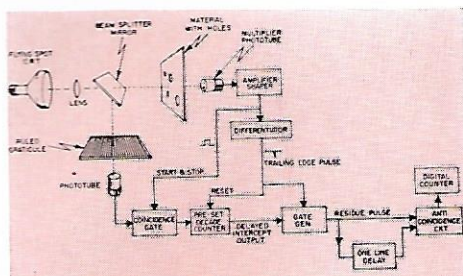 BEAM SPLITTER
MIRROR
MATERIAL
WITH HOLES
MULTIPLIER
PHOTOTUBE
FLYING SPOT
CRT
LENS
AMPLIFIER
SHAPER
RULED
GRATICULE
DIFFERENTIATOR
START & STOP
TRAILING EDGE PULSE
PHOTOTUBE
RESET
DIGITAL
COUNTER
COINCIDENCE
GATE
PRE-SET
DECADE
COUNTER
DELAYED
INTERCEPT
OUTPUT
GATE
GEN
RESIDUE PULSE
ANTI
COINCIDENCE
CKT
ONE LINE
DELAY